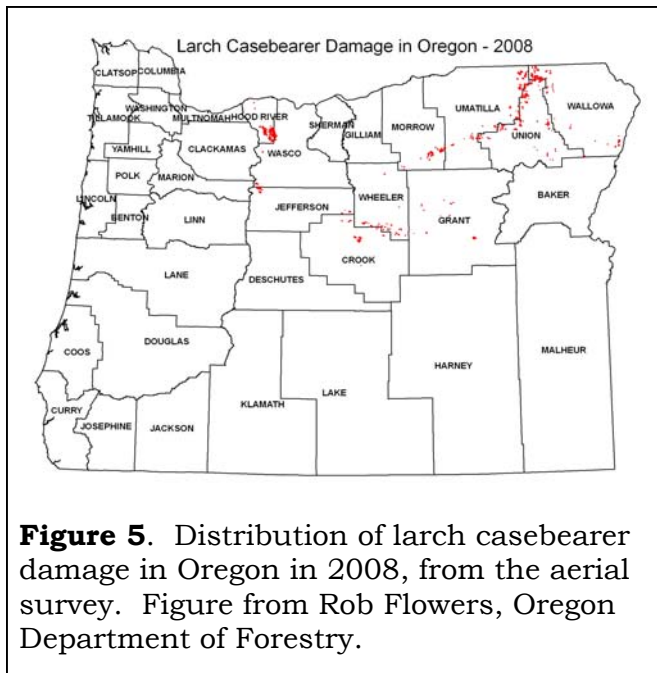 Larch Casebearer Damage in Oregon - 2008
CLATSOP
COLUMBIA
TILLAMOOK
WASHINGTON
MULTNOMAH
HOOD RIVER
SHERMAN
GILLIAM
MORROW
UMATILLA
UNION
WALLOWA
YAMHILL
CLACKAMAS
WASCO
POLK
MARION
LINCOLN
BENTON
LINN
JEFFERSON
WHEELER
GRANT
BAKER
CROOK
LANE
DESCHUTES
COOS
DOUGLAS
HARNEY
MALHEUR
CURRY
JOSEPHINE
JACKSON
KLAMATH
LAKE
Figure 5. Distribution of larch casebearer
damage in Oregon in 2008, from the aerial
survey. Figure from Rob Flowers, Oregon
Department of Forestry.